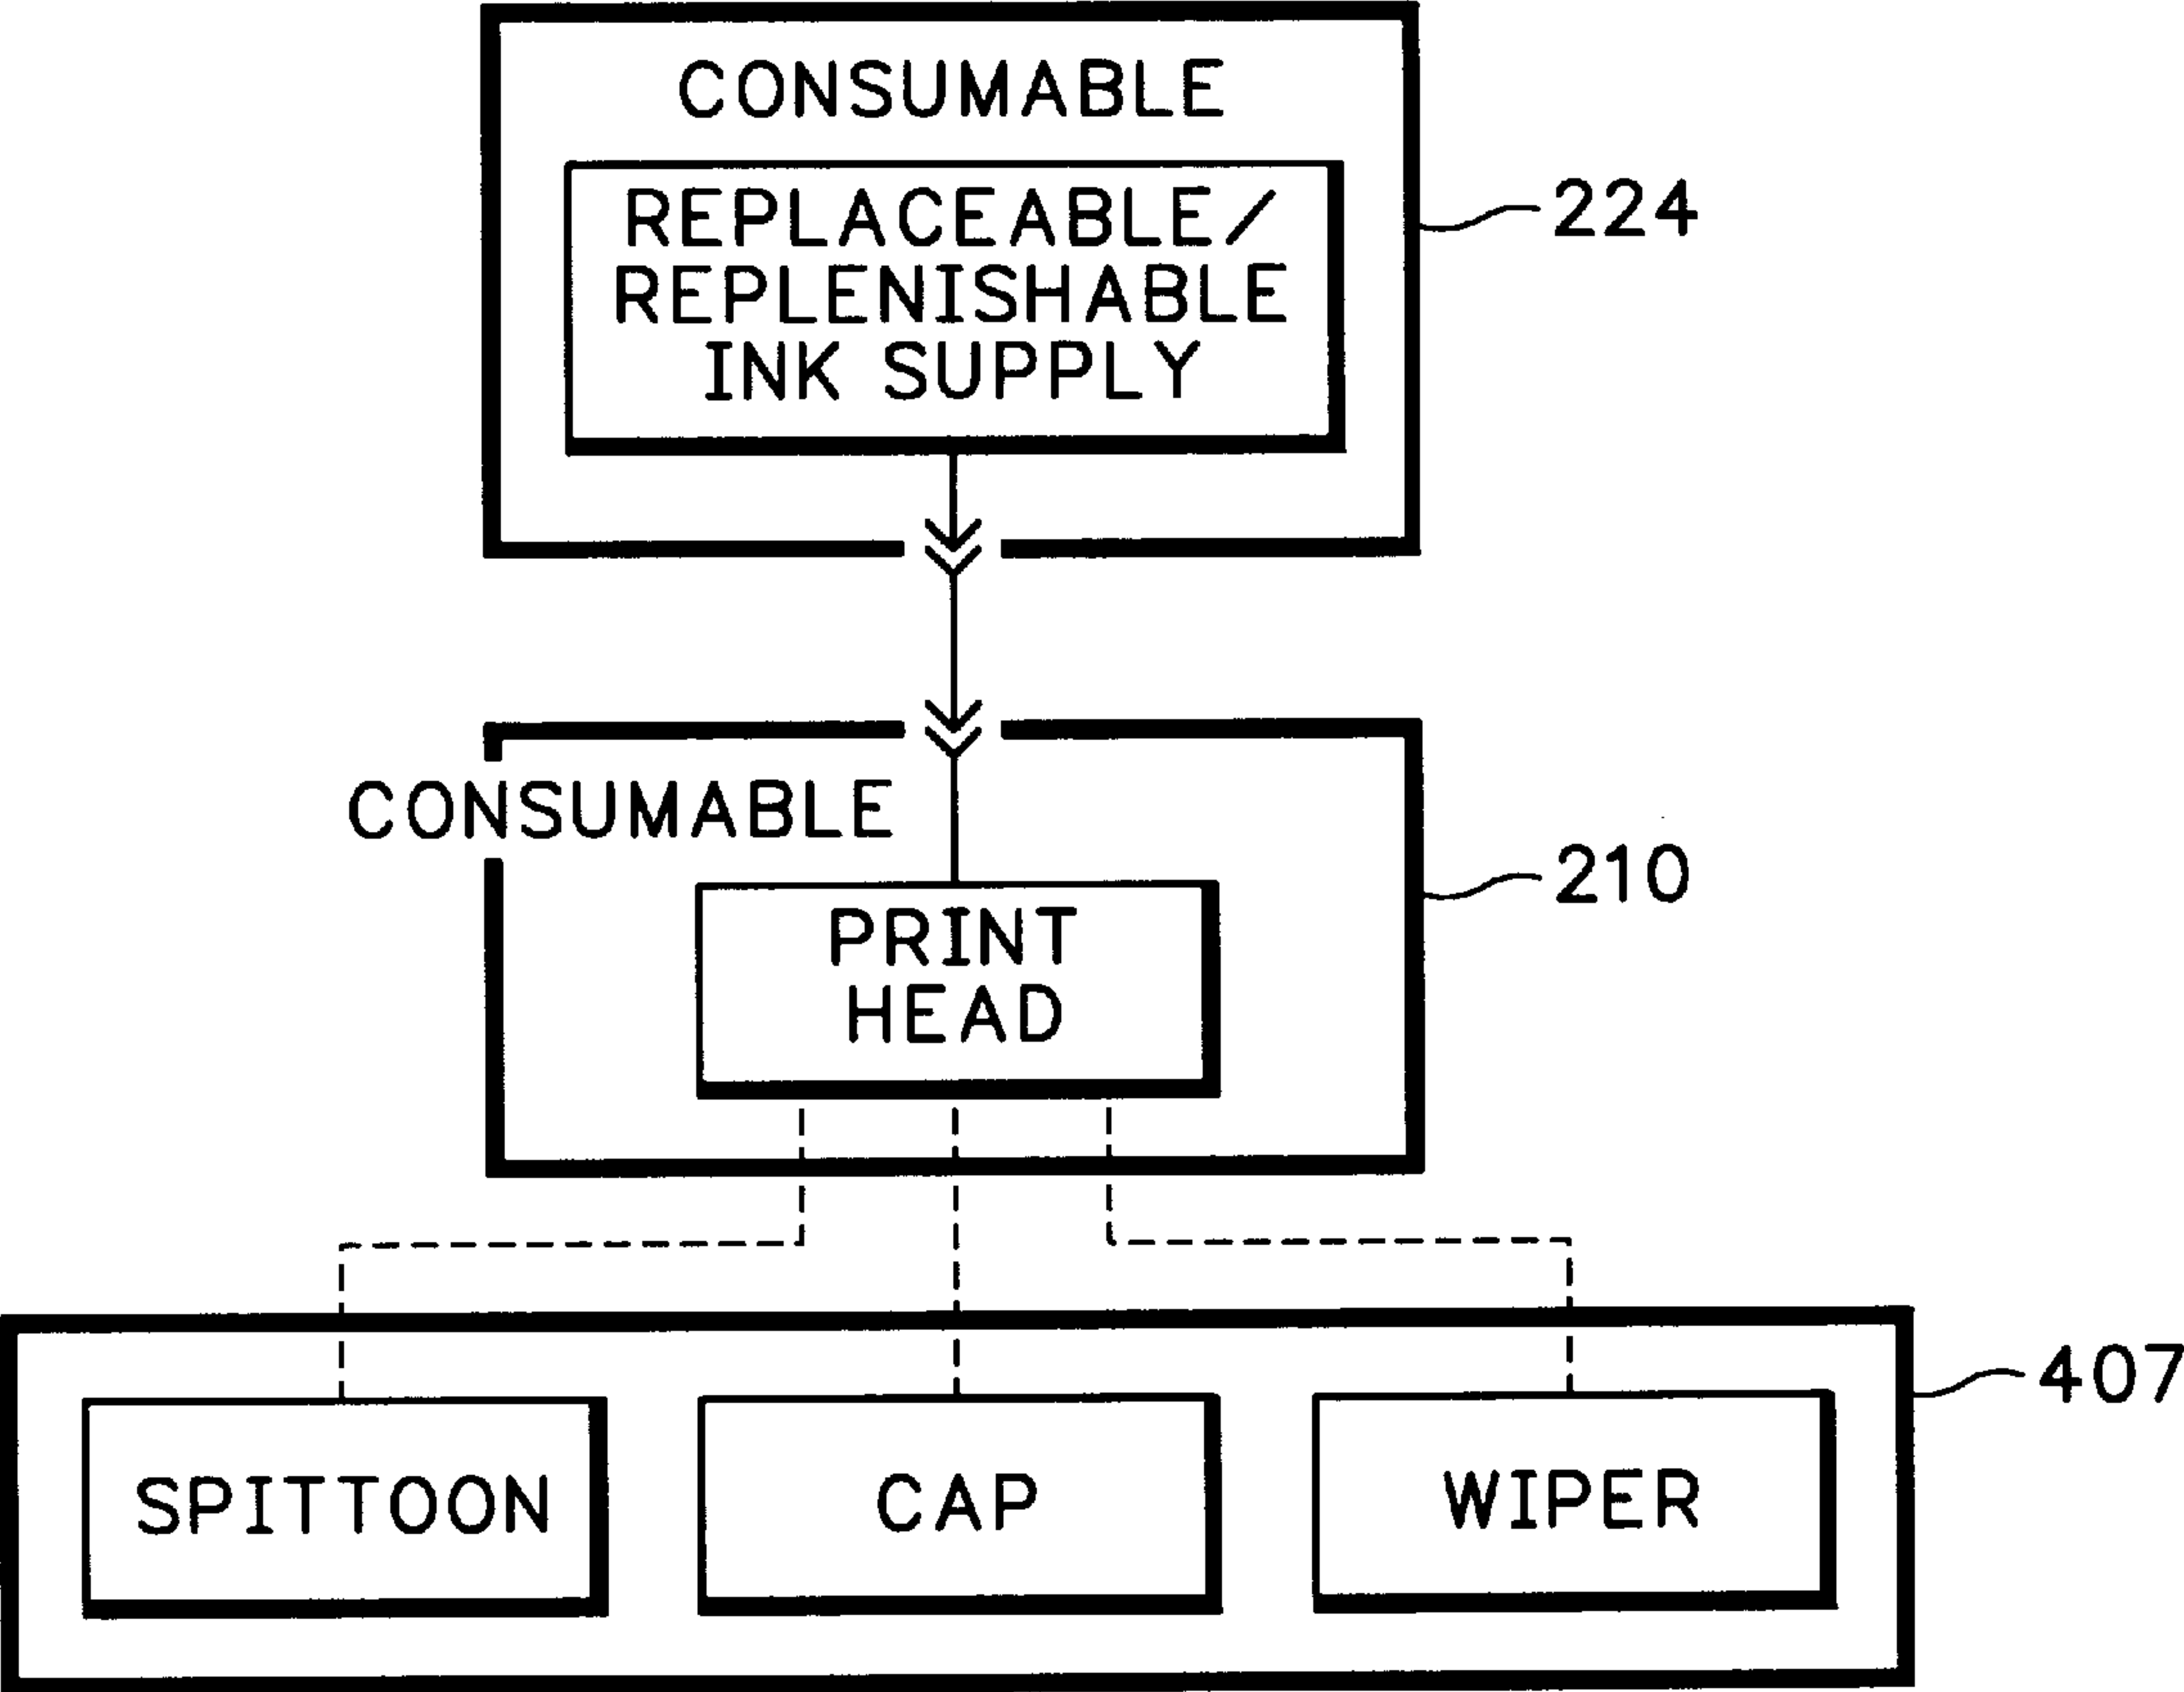 CONSUMABLE
REPLACEABLE/
REPLENISHABLE
INK SUPPLY
224
CONSUMABLE
210
PRINT
HEAD
407
SPITTOON
CAP
WIPER